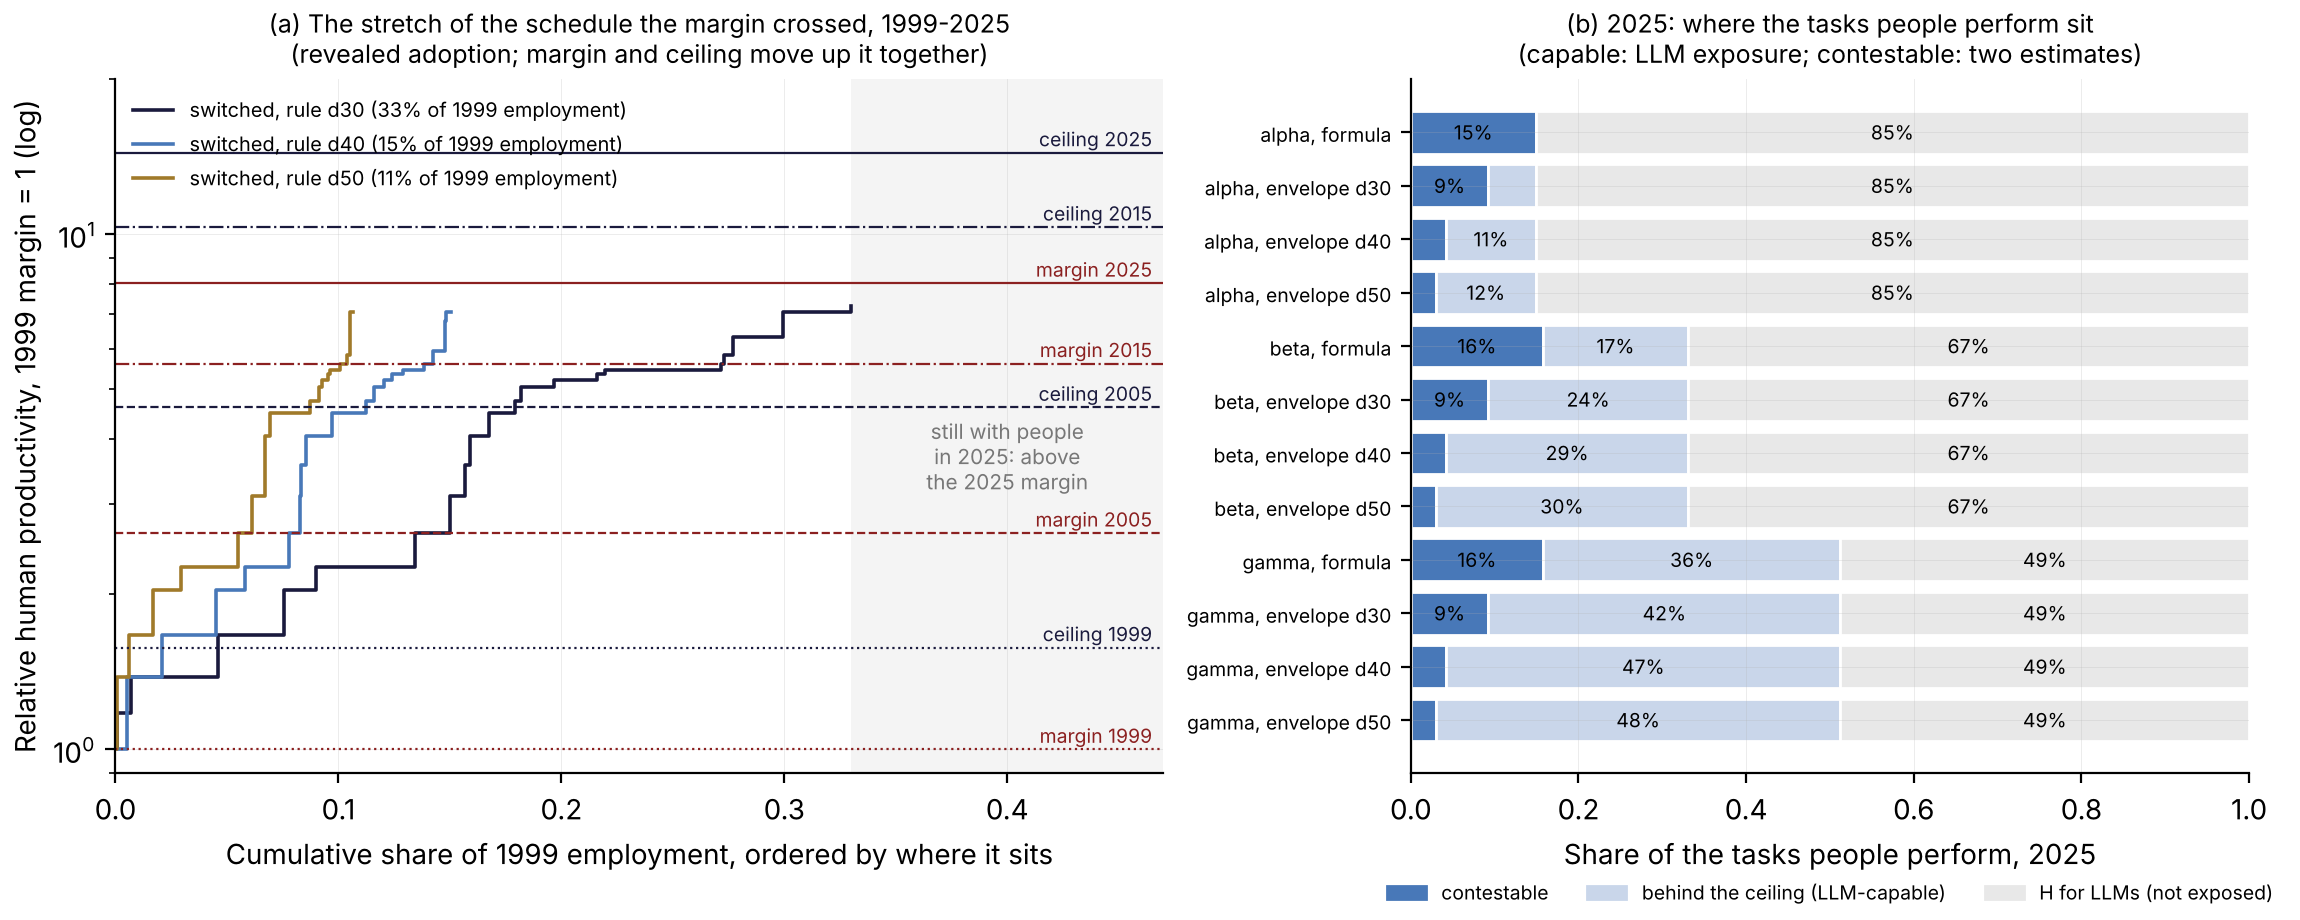 (a) The stretch of the schedule the margin crossed, 1999-2025
(revealed adoption; margin and ceiling move up it together)
Relative human productivity, 1999 margin = 1 (log)
10¹
10⁰
switched, rule d30 (33% of 1999 employment)
switched, rule d40 (15% of 1999 employment)
switched, rule d50 (11% of 1999 employment)
ceiling 2025
ceiling 2015
margin 2025
margin 2015
ceiling 2005
still with people
in 2025: above
the 2025 margin
margin 2005
ceiling 1999
margin 1999
0.0 0.1 0.2 0.3 0.4
Cumulative share of 1999 employment, ordered by where it sits
(b) 2025: where the tasks people perform sit
(capable: LLM exposure; contestable: two estimates)
alpha, formula 15% 85%
alpha, envelope d30 9% 85%
alpha, envelope d40 11% 85%
alpha, envelope d50 12% 85%
beta, formula 16% 17% 67%
beta, envelope d30 9% 24% 67%
beta, envelope d40 29% 67%
beta, envelope d50 30% 67%
gamma, formula 16% 36% 49%
gamma, envelope d30 9% 42% 49%
gamma, envelope d40 47% 49%
gamma, envelope d50 48% 49%
0.0 0.2 0.4 0.6 0.8 1.0
Share of the tasks people perform, 2025
contestable behind the ceiling (LLM-capable) H for LLMs (not exposed)